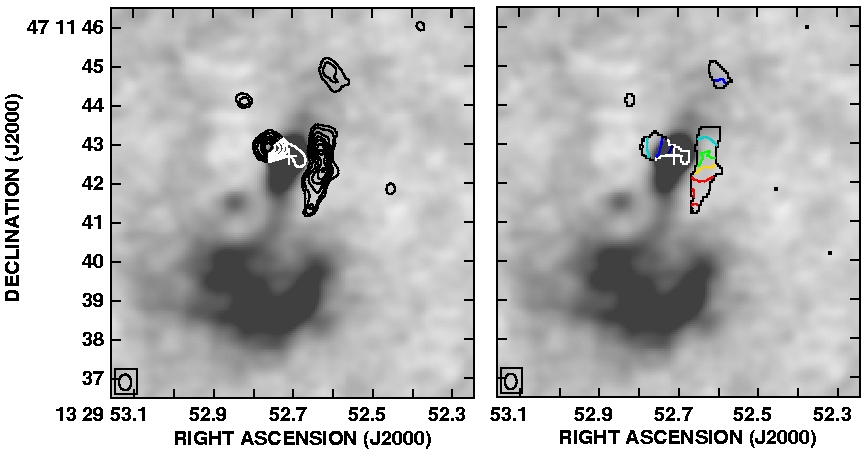 47 11 46
45
44
43
42
41
40
39
38
37
DECLINATION (J2000)
13 29 53.1 52.9 52.7 52.5 52.3
RIGHT ASCENSION (J2000)
53.1 52.9 52.7 52.5 52.3
RIGHT ASCENSION (J2000)